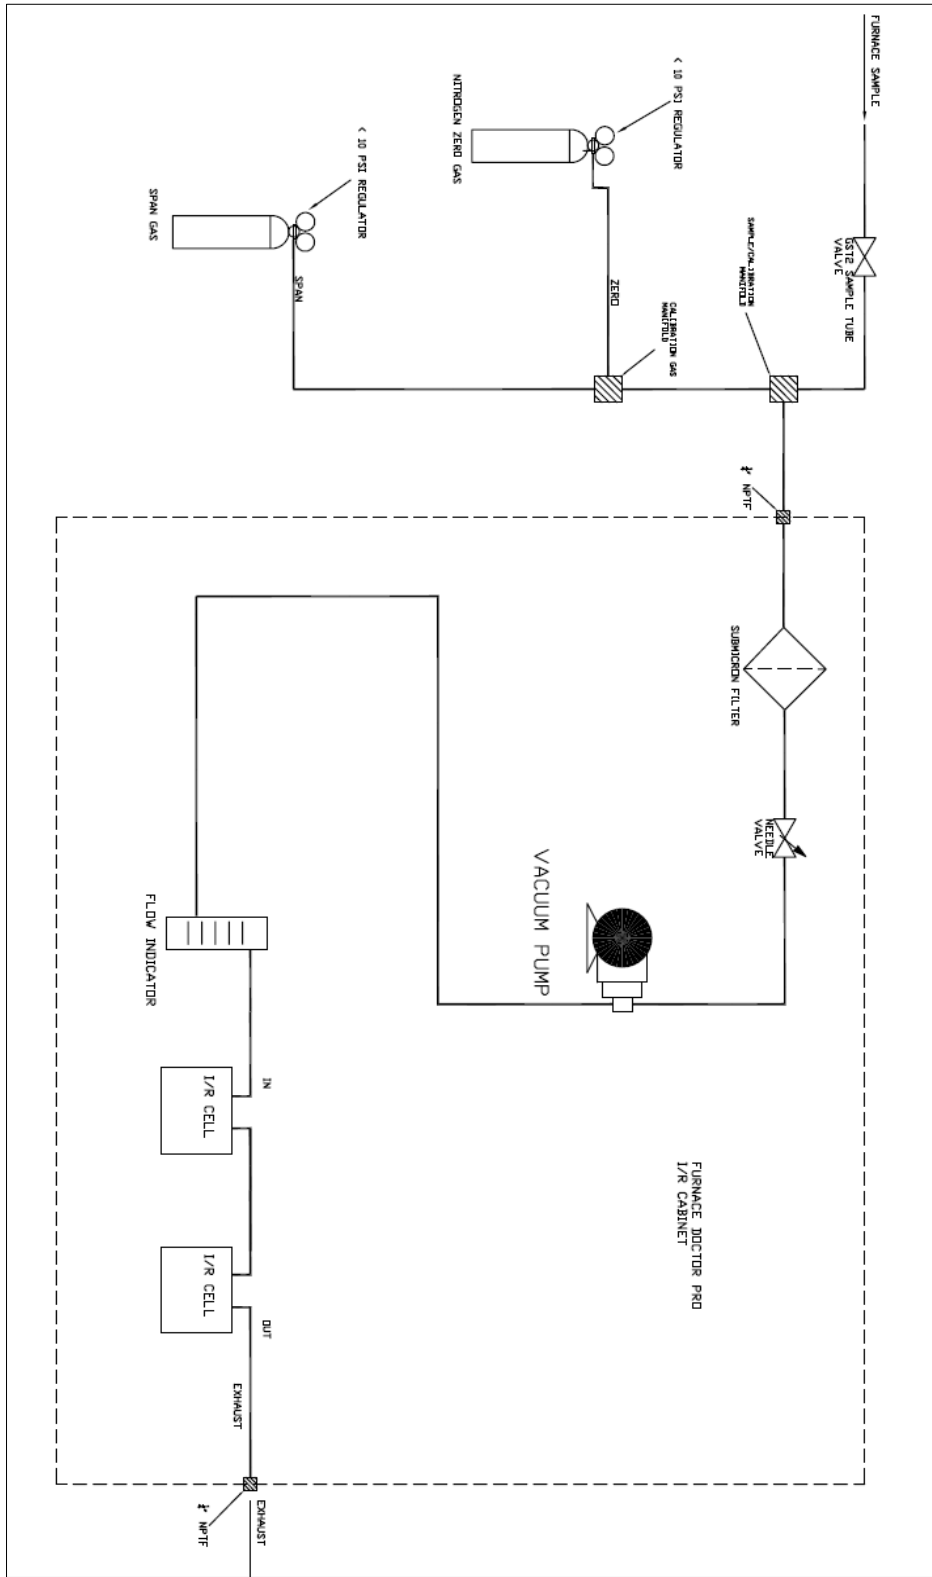 FURNACE SAMPLE
GST2 SAMPLE TUBE
VALVE
< 10 PSI REGULATOR
NITROGEN ZERO GAS
< 10 PSI REGULATOR
SPAN GAS
SAMPLE/CALIBRATION
MANIFOLD
CALIBRATION GAS
MANIFOLD
ZERO
SPAN
NPTF
SUBMICRON FILTER
NEEDLE
VALVE
VACUUM PUMP
FLOW INDICATOR
IN
I/R CELL
I/R CELL
OUT
FURNACE DOCTOR PRO
I/R CABINET
EXHAUST
EXHAUST
NPTF